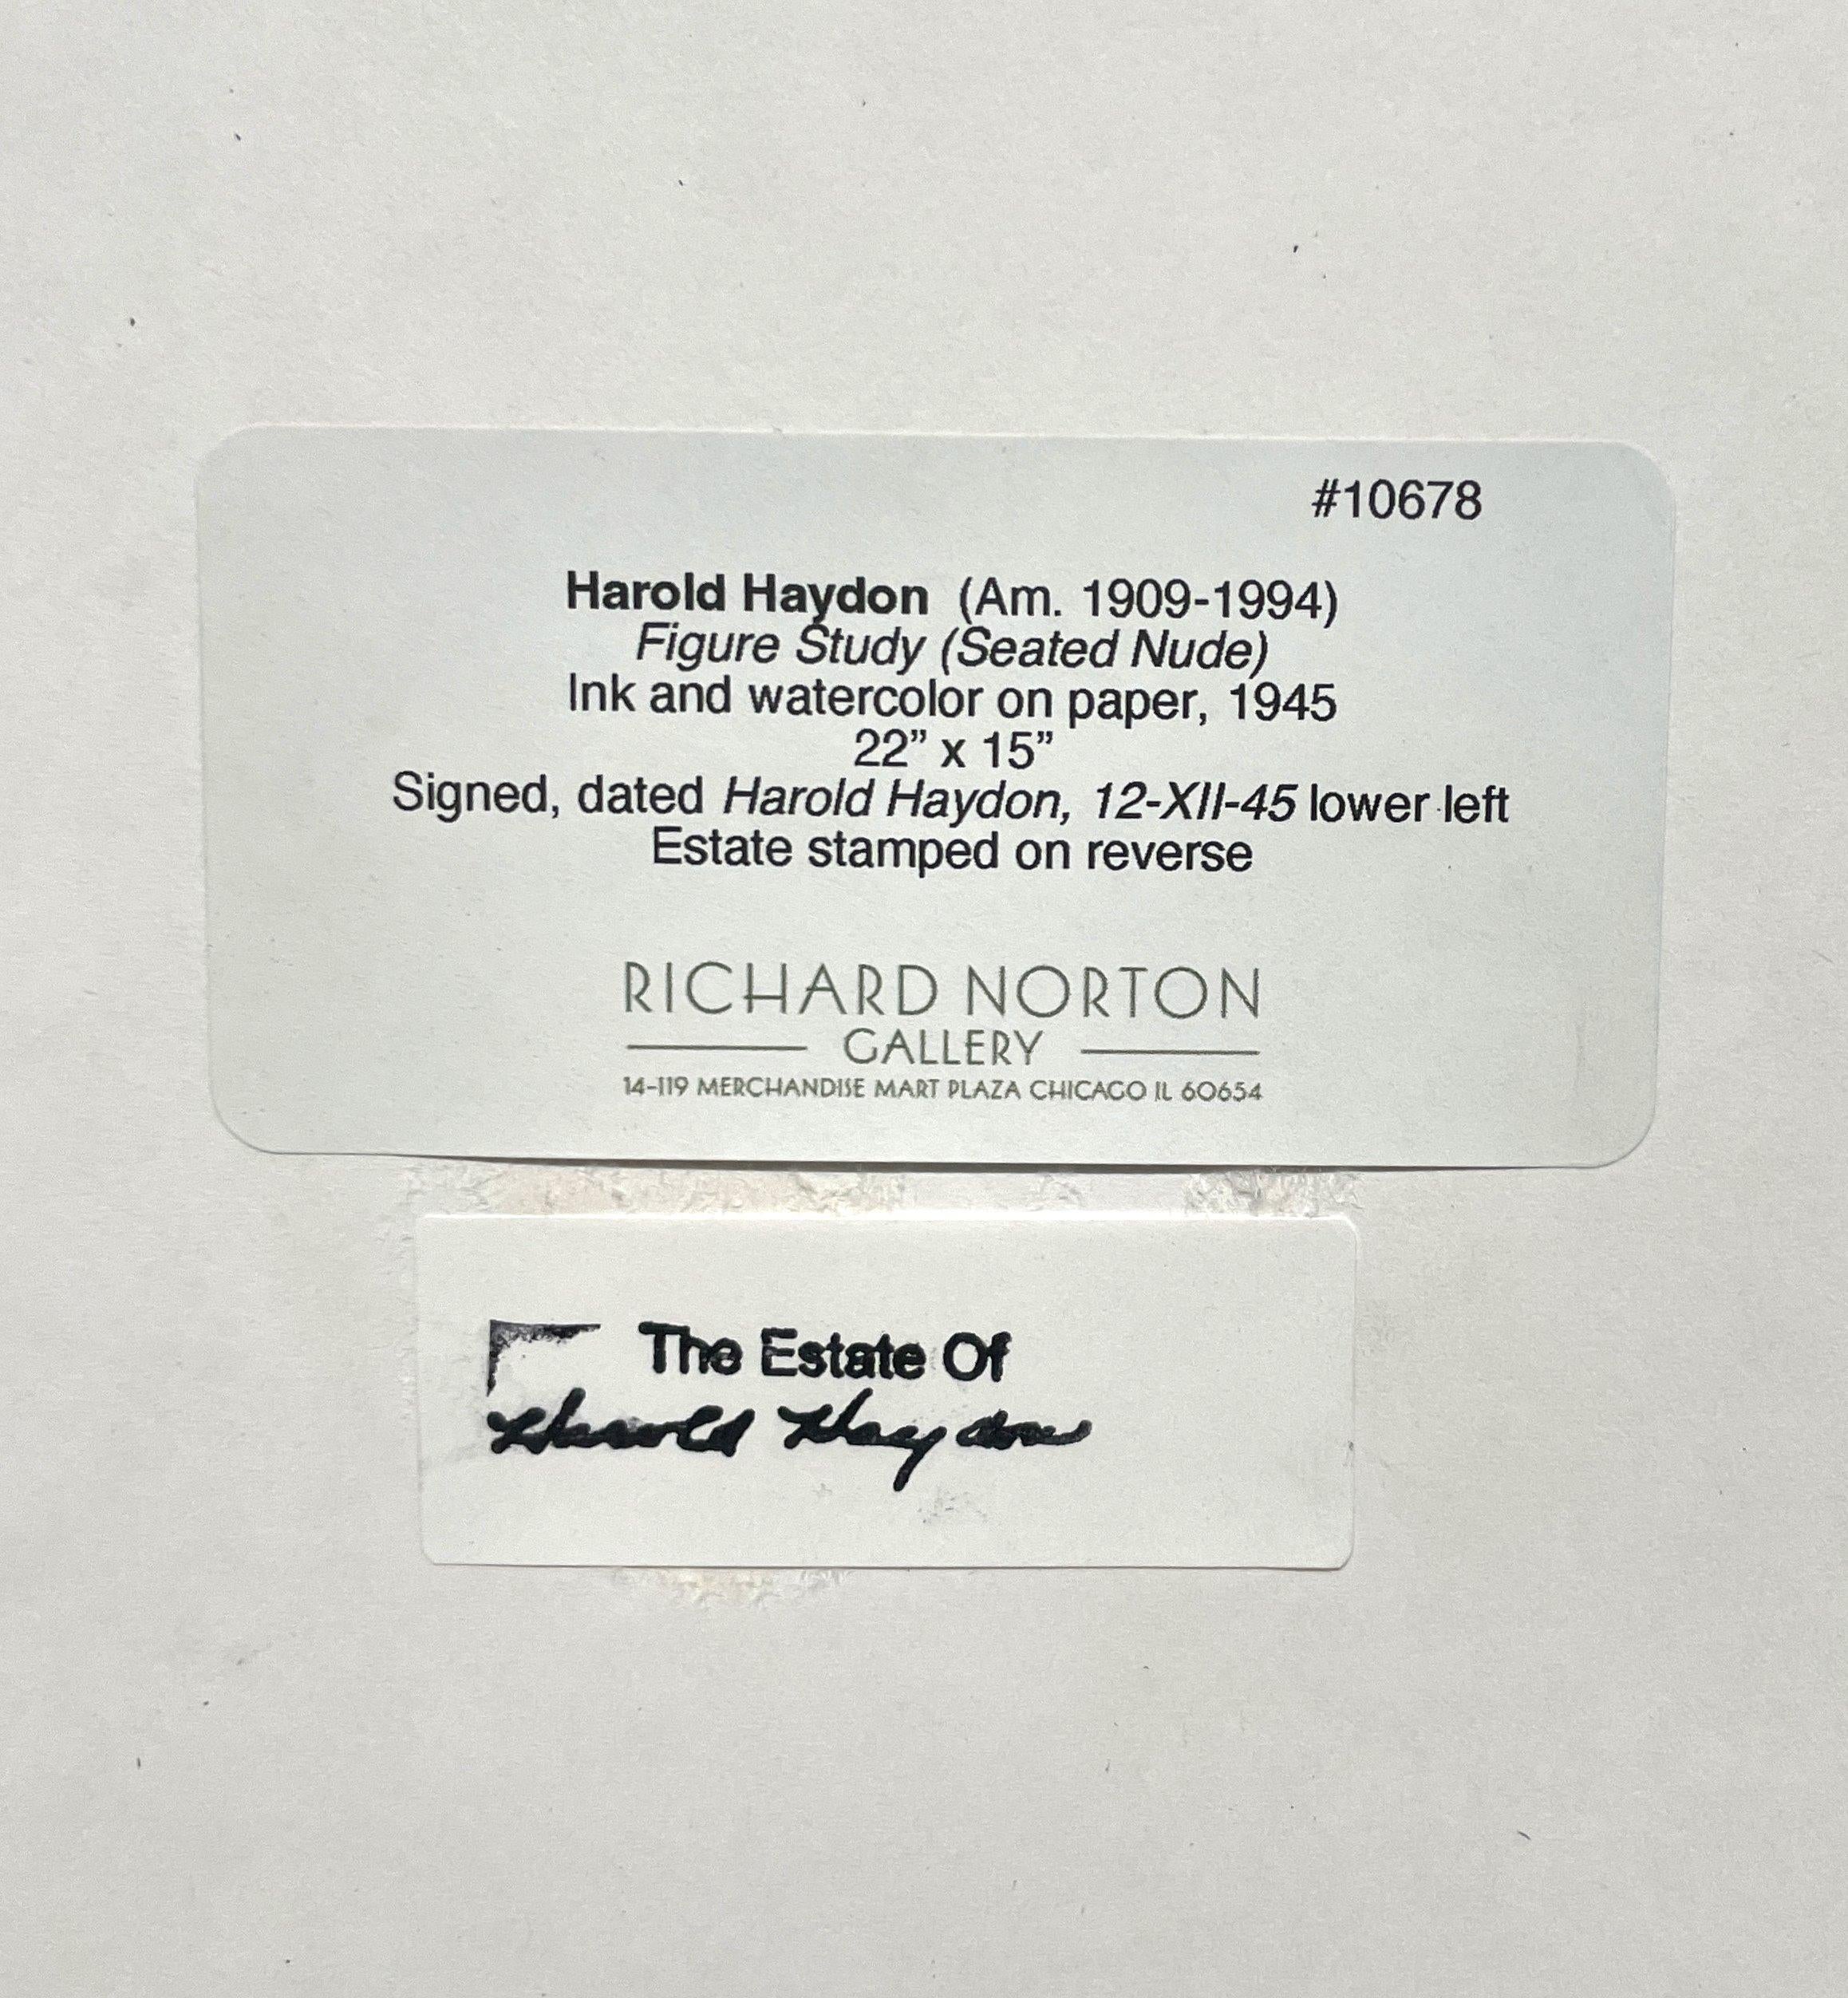 #10678
Harold Haydon (Am. 1909-1994)
Figure Study (Seated Nude)
Ink and watercolor on paper, 1945
22” x 15”
Signed, dated Harold Haydon, 12-XII-45 lower left
Estate stamped on reverse
RICHARD NORTON
GALLERY
14-119 MERCHANDISE MART PLAZA CHICAGO IL 60654
The Estate Of
Harold Haydon